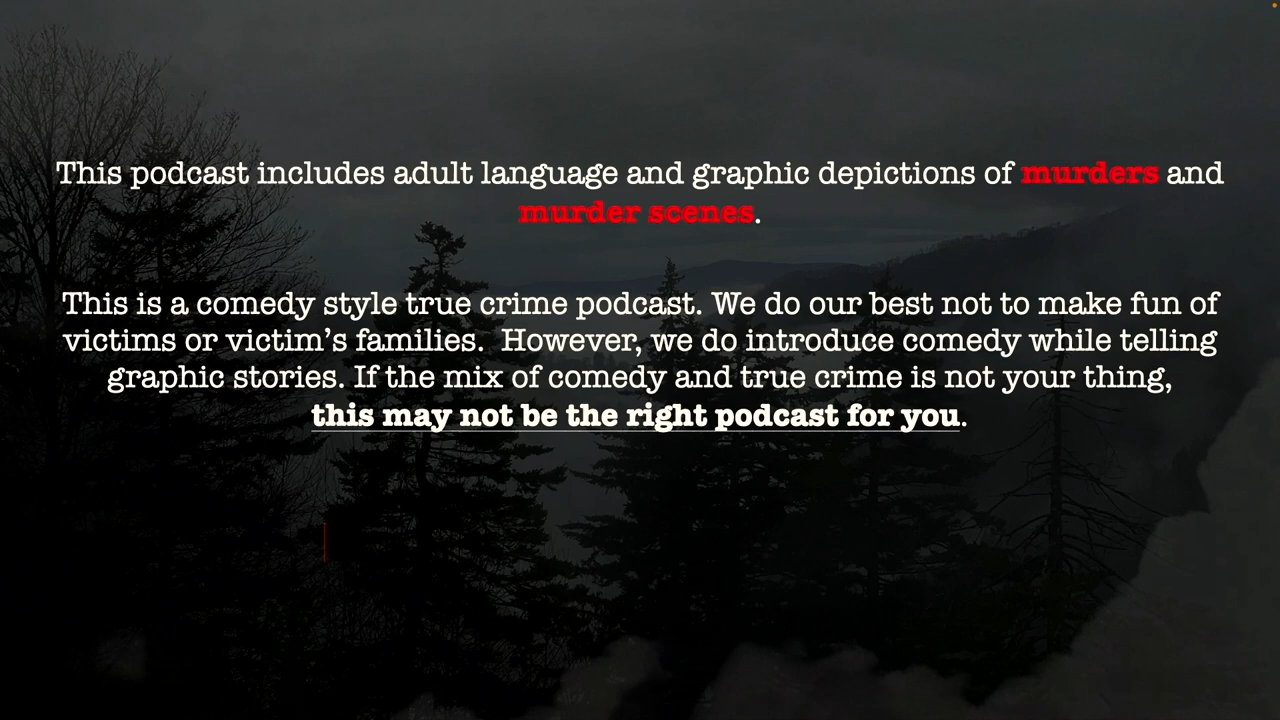 This podcast includes adult language and graphic depictions of murders and
murder scenes.
This is a comedy style true crime podcast. We do our best not to make fun of
victims or victim’s families.  However, we do introduce comedy while telling
graphic stories. If the mix of comedy and true crime is not your thing,
this may not be the right podcast for you.